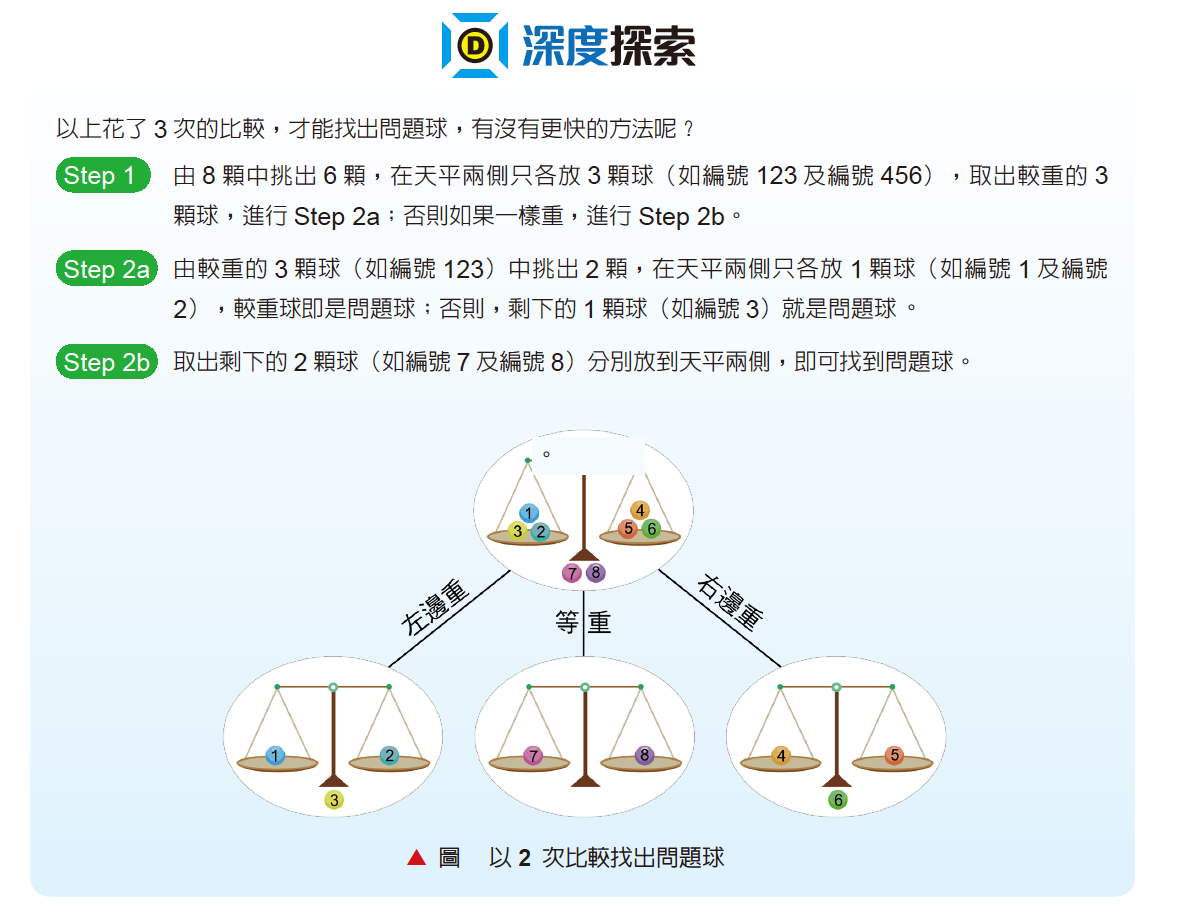 D 深度探索
以上花了 3 次的比較，才能找出問題球，有沒有更快的方法呢？
Step 1 由 8 顆中挑出 6 顆，在天平兩側只各放 3 顆球（如編號 123 及編號 456），取出較重的 3
顆球，進行 Step 2a；否則如果一樣重，進行 Step 2b。
Step 2a 由較重的 3 顆球（如編號 123）中挑出 2 顆，在天平兩側只各放 1 顆球（如編號 1 及編號
2），較重球即是問題球；否則，剩下的 1 顆球（如編號 3）就是問題球。
Step 2b 取出剩下的 2 顆球（如編號 7 及編號 8）分別放到天平兩側，即可找到問題球。
。
1 4
3 2 5 6
7 8
左邊重 等重 右邊重
1 2 7 8 4 5
3 6
▲ 圖 以 2 次比較找出問題球